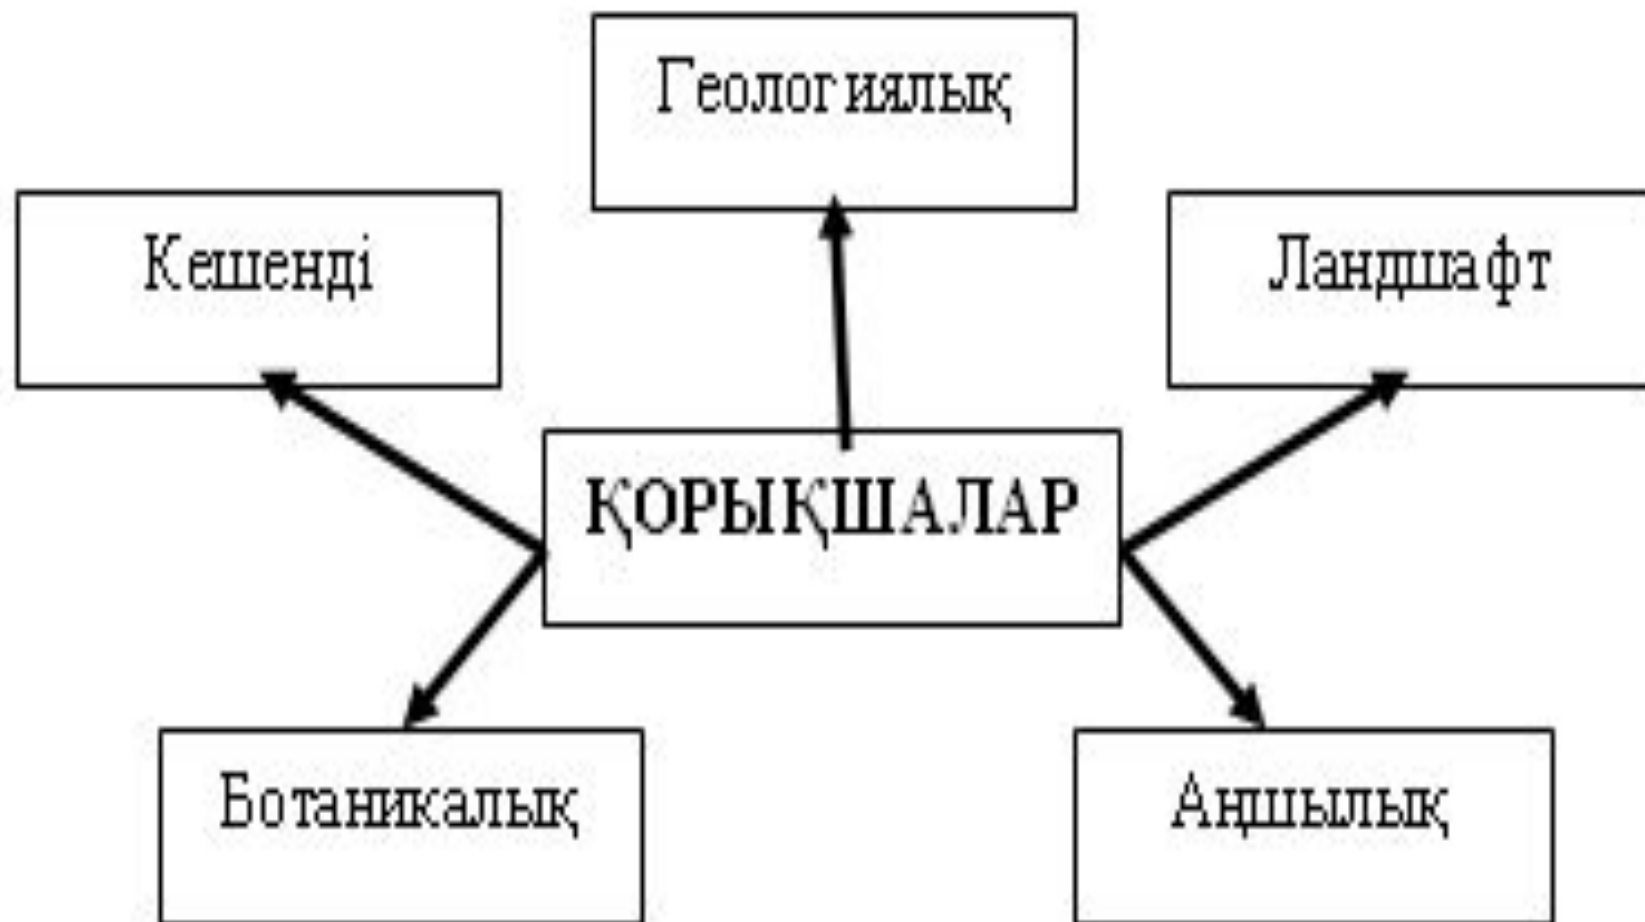 Геологиялық
Кешенді
Ландшафт
ҚОРЫҚШАЛАР
Ботаникалық
Аңшылық